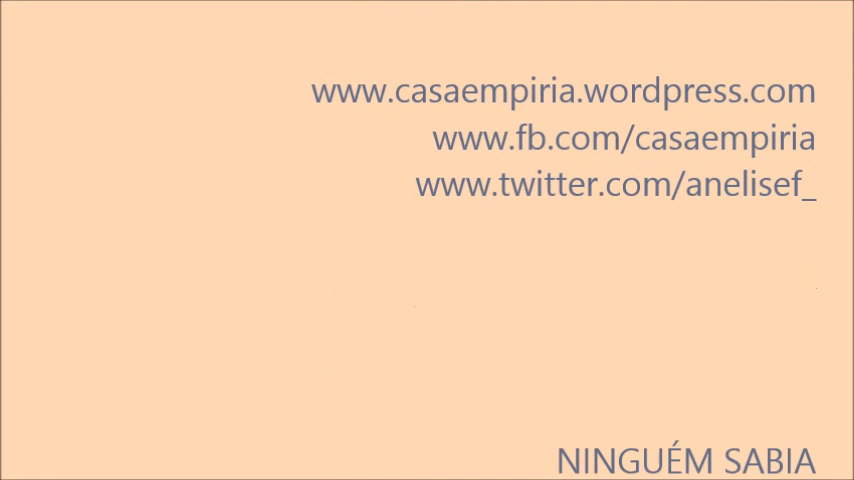 www.casaempiria.wordpress.com
www.fb.com/casaempiria
www.twitter.com/anelisef_
NINGUÉM SABIA